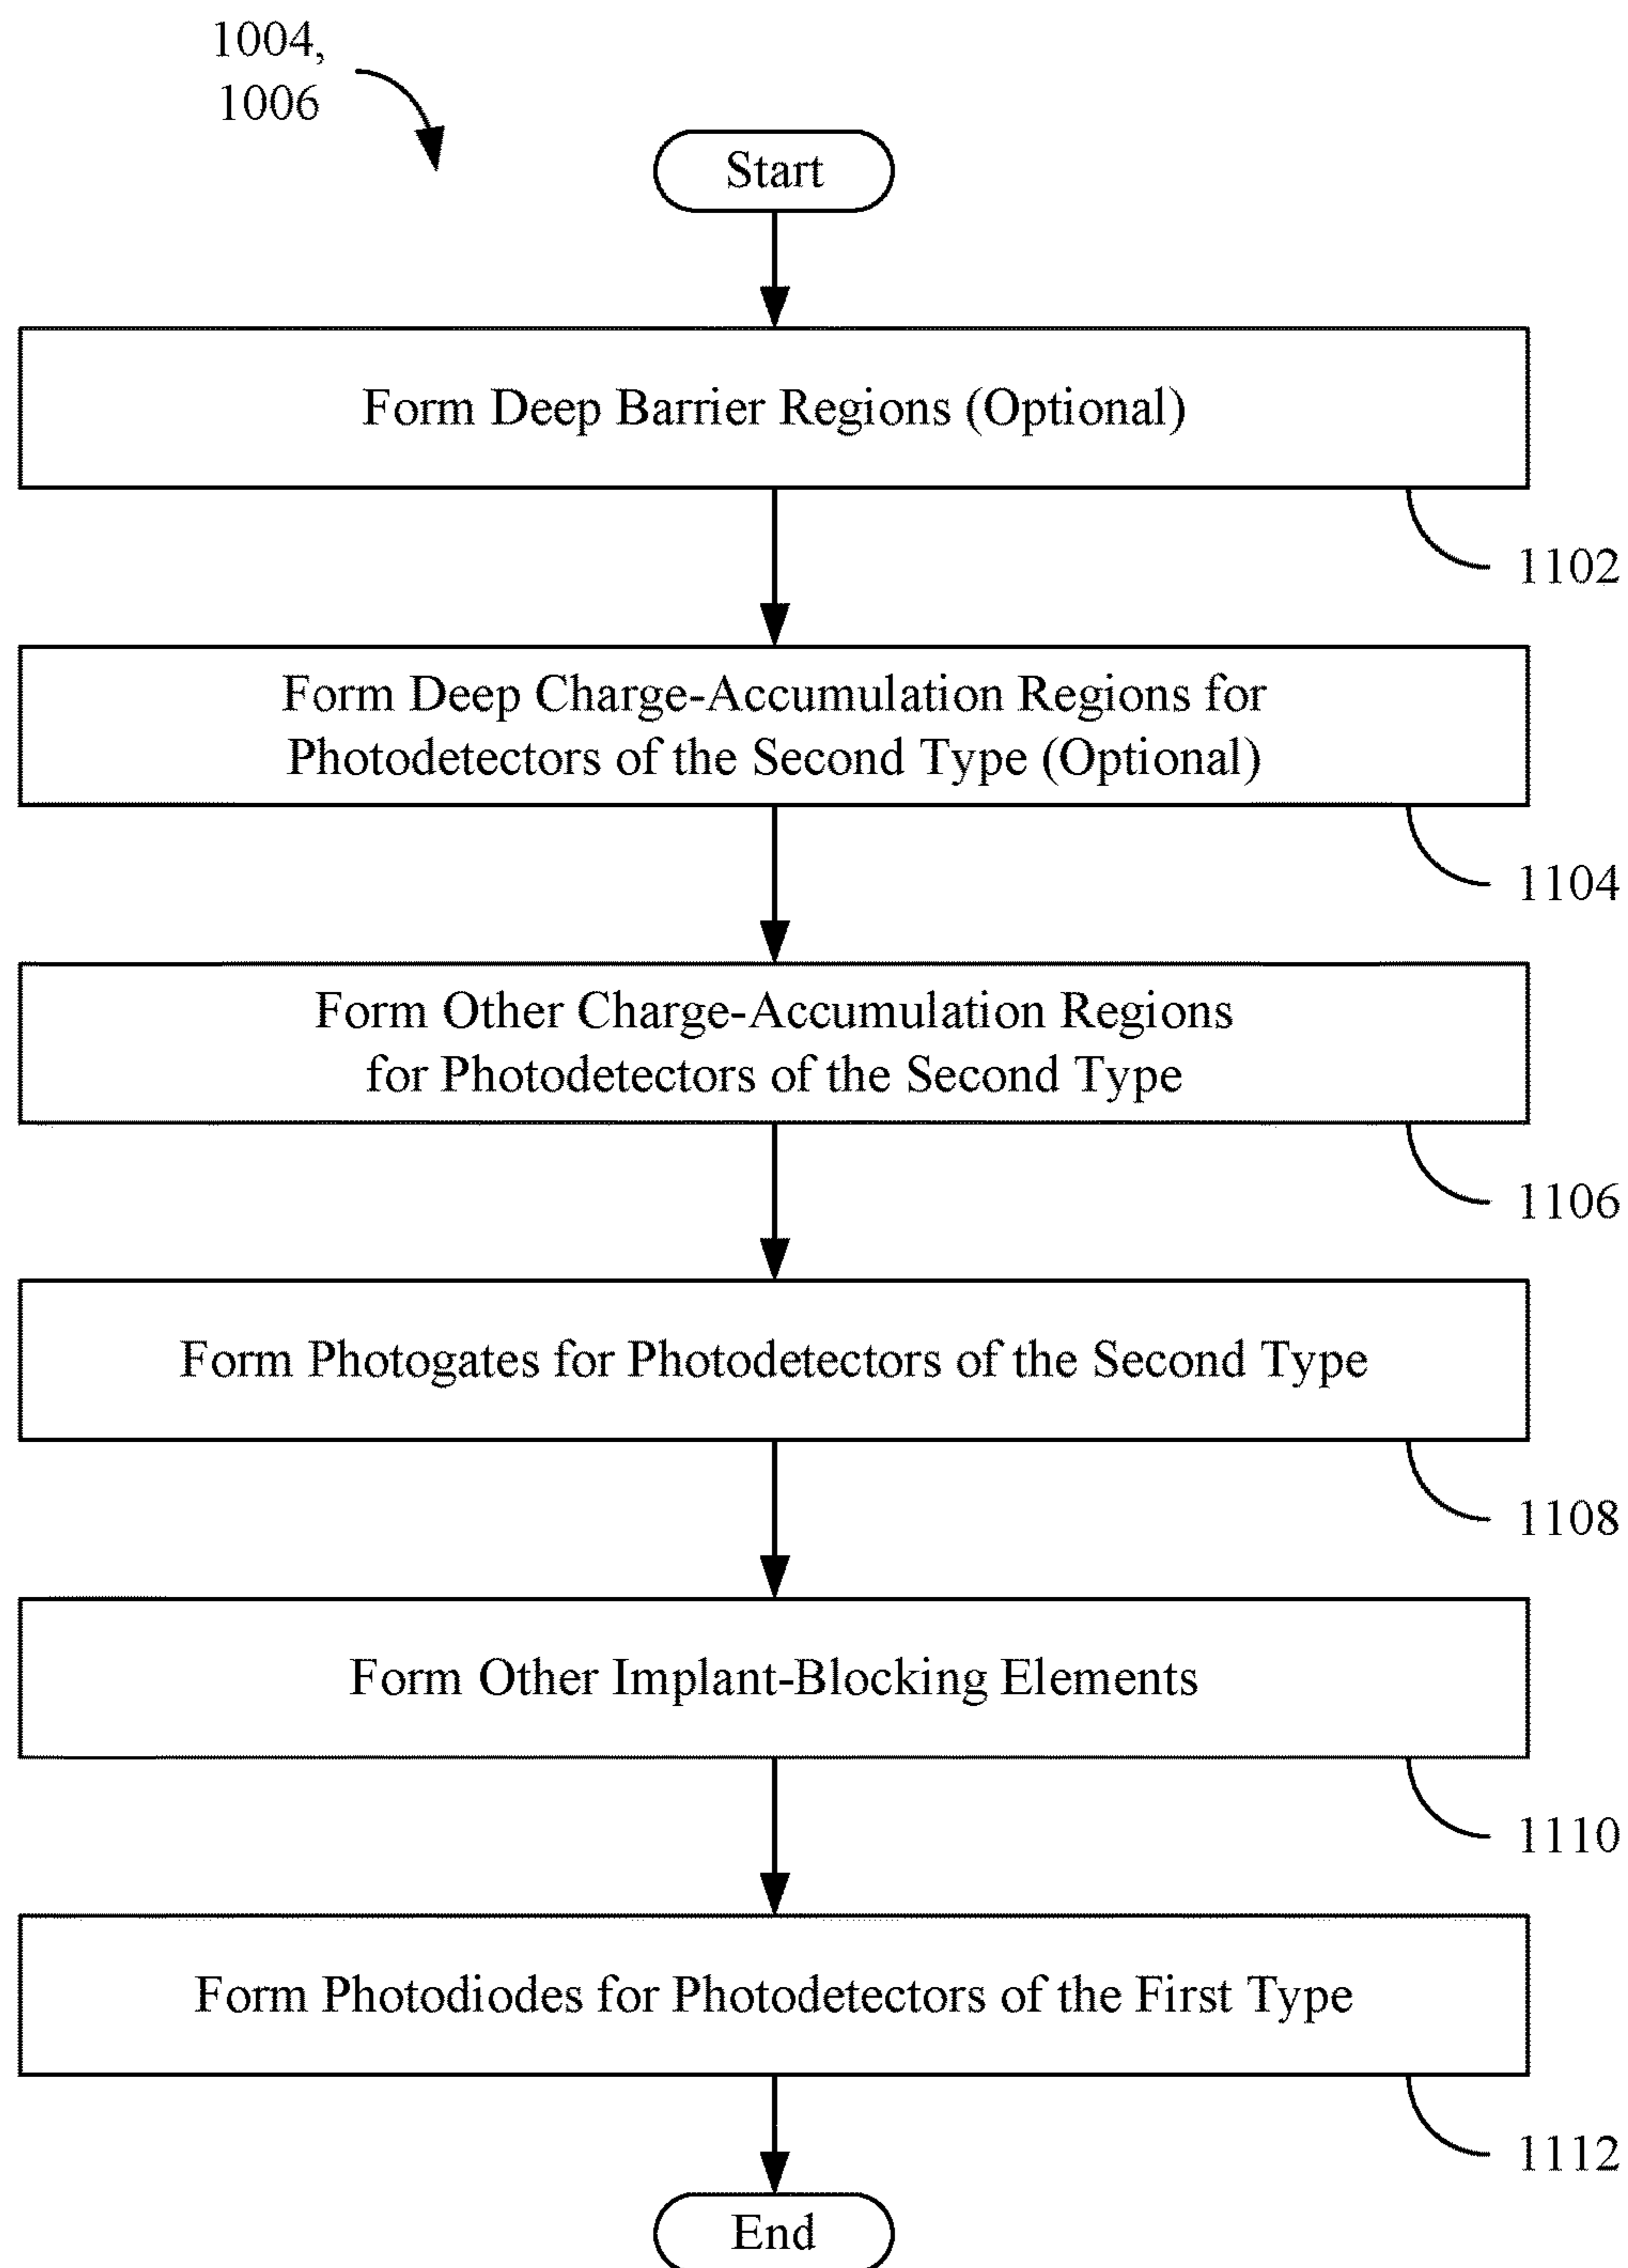 1004,
1006
Start
Form Deep Barrier Regions (Optional)
1102
Form Deep Charge-Accumulation Regions for
Photodetectors of the Second Type (Optional)
1104
Form Other Charge-Accumulation Regions
for Photodetectors of the Second Type
1106
Form Photogates for Photodetectors of the Second Type
1108
Form Other Implant-Blocking Elements
1110
Form Photodiodes for Photodetectors of the First Type
1112
End